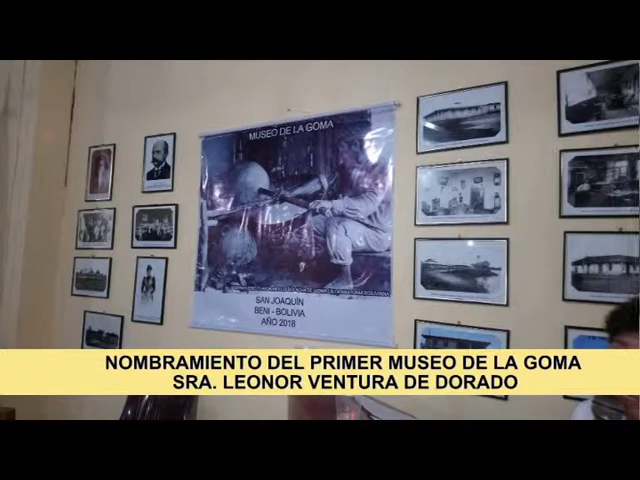 MUSEO DE LA GOMA
SAN JOAQUÍN
BENI - BOLIVIA
AÑO 2018
NOMBRAMIENTO DEL PRIMER MUSEO DE LA GOMA
SRA. LEONOR VENTURA DE DORADO